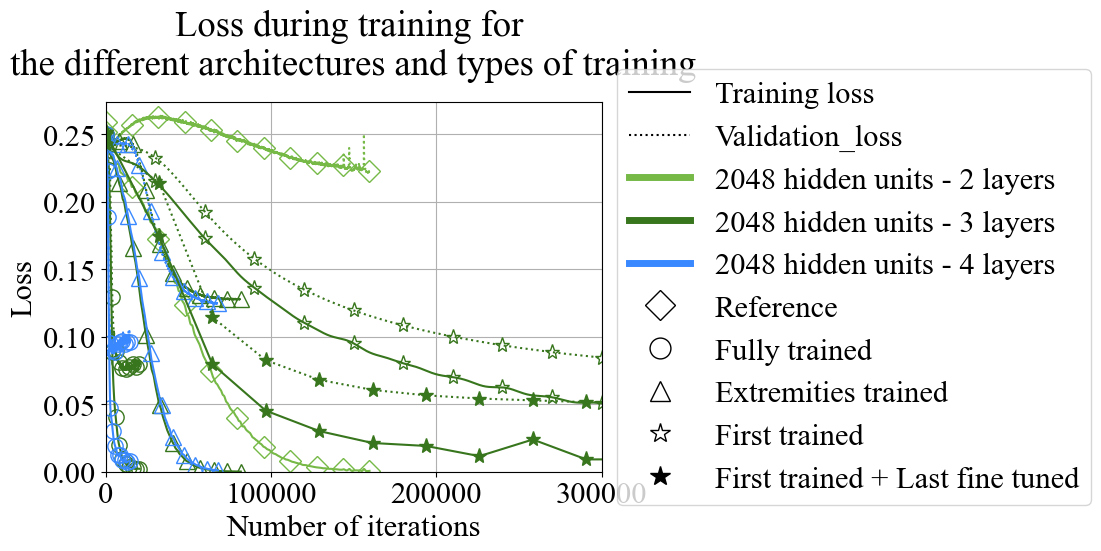 Loss during training for
the different architectures and types of training
Training loss
Validation_loss
2048 hidden units - 2 layers
2048 hidden units - 3 layers
2048 hidden units - 4 layers
Reference
Fully trained
Extremities trained
First trained
First trained + Last fine tuned
Loss
0.25
0.20
0.15
0.10
0.05
0.00
0 100000 200000 300000
Number of iterations